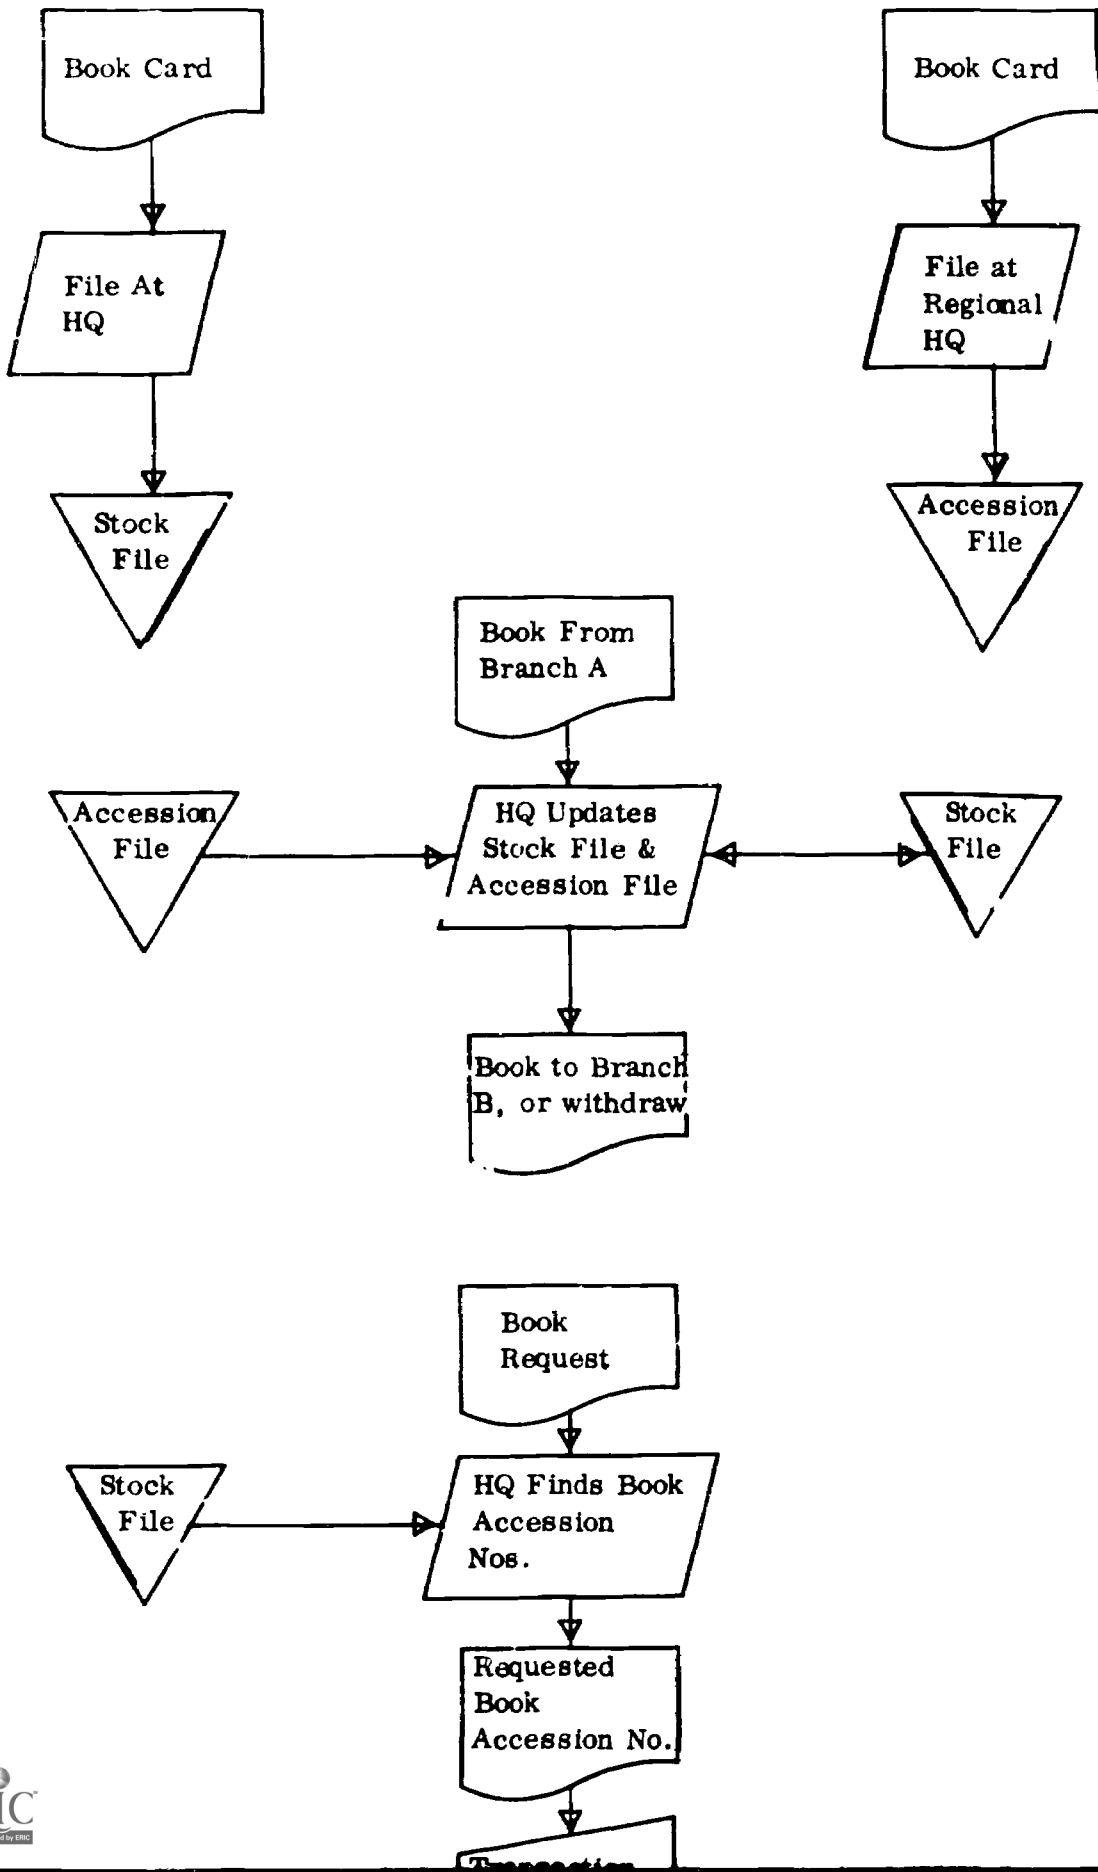 Book Card
Book Card
File At
HQ
File at
Regional
HQ
Stock
File
Accession
File
Book From
Branch A
Accession
File
HQ Updates
Stock File &
Accession File
Stock
File
Book to Branch
B, or withdraw
Book
Request
Stock
File
HQ Finds Book
Accession
Nos.
Requested
Book
Accession No.
Transaction